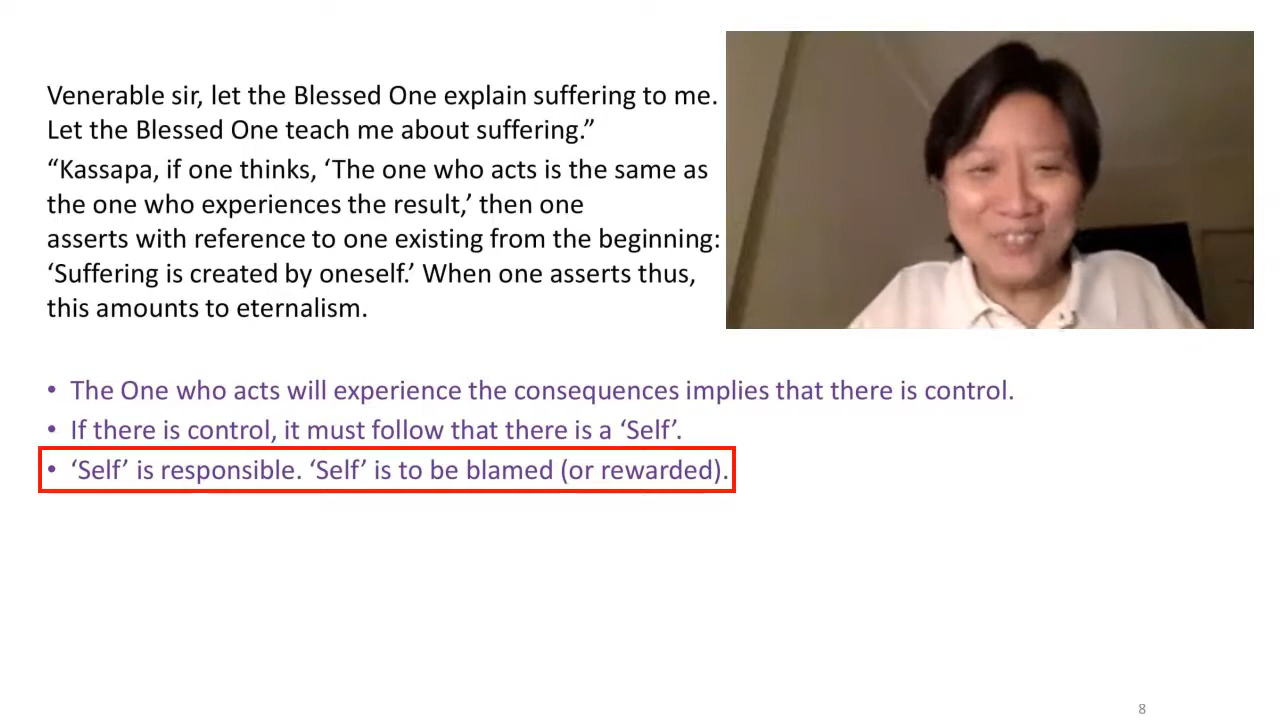 Venerable sir, let the Blessed One explain suffering to me.
Let the Blessed One teach me about suffering.”
“Kassapa, if one thinks, ‘The one who acts is the same as
the one who experiences the result,’ then one
asserts with reference to one existing from the beginning:
‘Suffering is created by oneself.’ When one asserts thus,
this amounts to eternalism.
• The One who acts will experience the consequences implies that there is control.
• If there is control, it must follow that there is a ‘Self’.
• ‘Self’ is responsible. ‘Self’ is to be blamed (or rewarded).
8